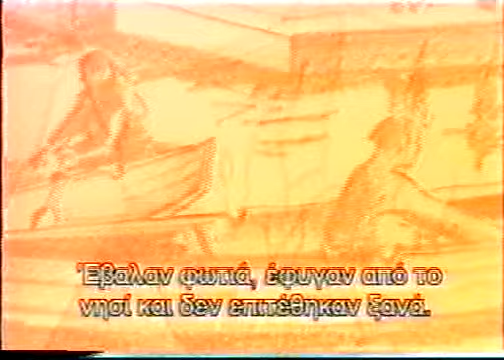 Έβαλαν φωτιά, έφυγαν από το
νησί και δεν επιτέθηκαν ξανά.